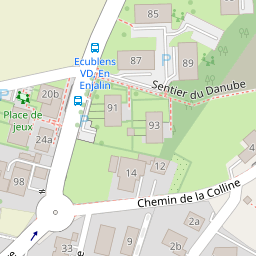 85
87
89
P
Ecublens
VD, En
Enjalin
Sentier du Danube
20b
P
Place de
jeux
91
93
24a
98
14
12
4
Chemin de la Colline
33
9
2b
2a